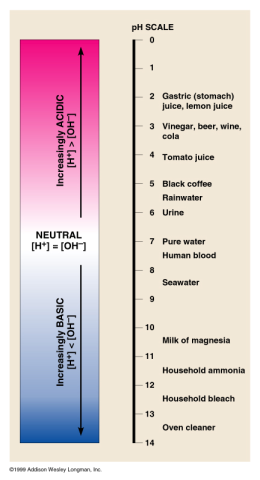 pH SCALE
0
1
2 Gastric (stomach)
juice, lemon juice
3 Vinegar, beer, wine,
cola
4 Tomato juice
5 Black coffee
Rainwater
6 Urine
7 Pure water
Human blood
8
Seawater
9
10
Milk of magnesia
11
Household ammonia
12
Household bleach
13
Oven cleaner
14
Increasingly ACIDIC
[H+] > [OH–]
NEUTRAL
[H+] = [OH–]
Increasingly BASIC
[H+] < [OH–]
©1999 Addison Wesley Longman, Inc.